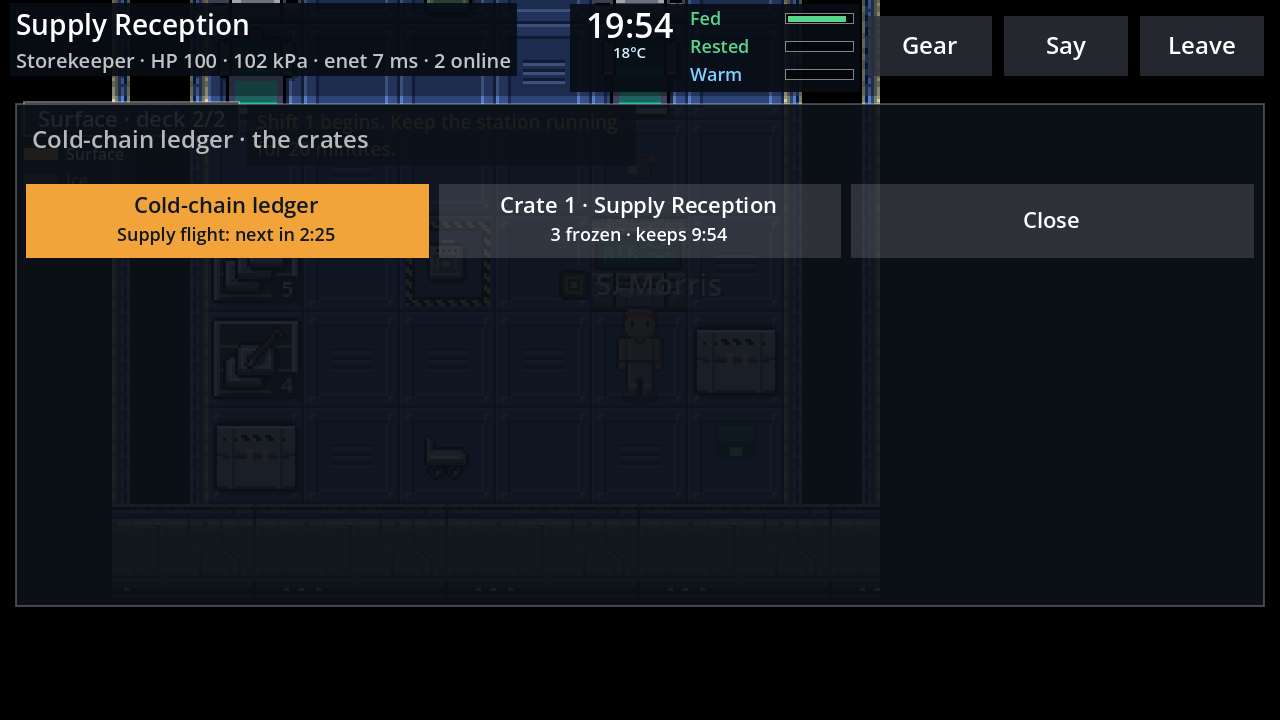 Supply Reception
Storekeeper · HP 100 · 102 kPa · enet 7 ms · 2 online
19:54
18°C
Fed
Rested
Warm
Gear
Say
Leave
Surface · deck 2/2
Shift 1 begins. Keep the station running
for 20 minutes.
Cold-chain ledger · the crates
Surface
Ice
Cold-chain ledger
Supply flight: next in 2:25
Crate 1 · Supply Reception
3 frozen · keeps 9:54
Close
5
S. Morris
4